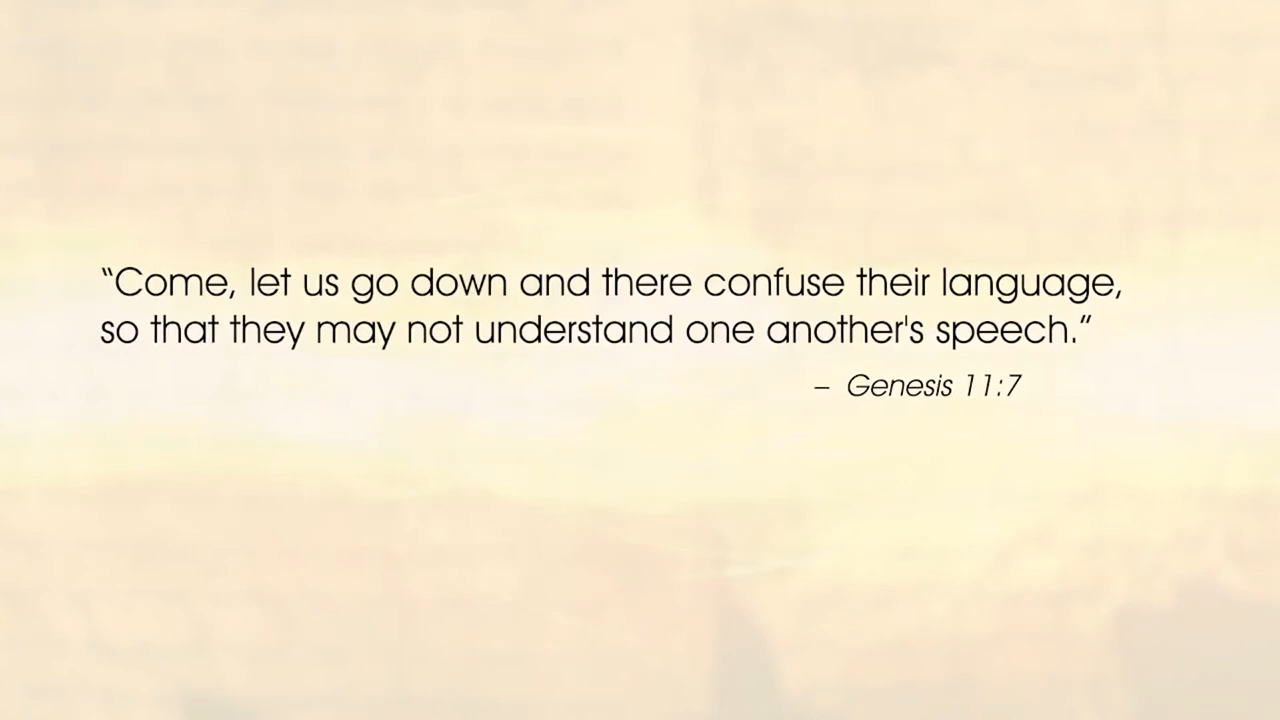 “Come, let us go down and there confuse their language,
so that they may not understand one another's speech.”
– Genesis 11:7